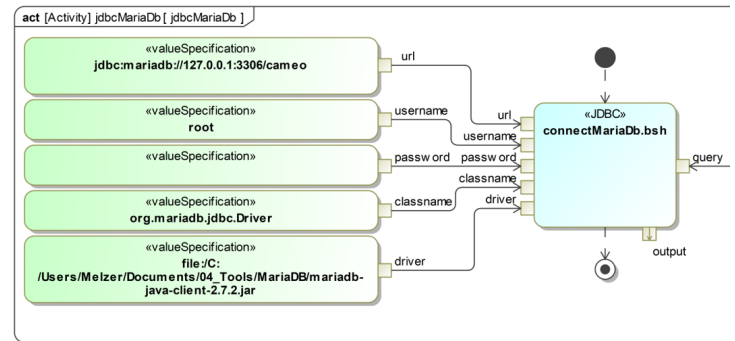 act [Activity] jdbcMariaDb [ jdbcMariaDb ]
«valueSpecification»
jdbc:mariadb://127.0.0.1:3306/cameo
url
«valueSpecification»
root
username
«valueSpecification»
passw ord
«valueSpecification»
org.mariadb.jdbc.Driver
classname
«valueSpecification»
file:/C:
/Users/Melzer/Documents/04_Tools/MariaDB/mariadb-
java-client-2.7.2.jar
driver
url
username
passw ord
classname
driver
«JDBC»
connectMariaDb.bsh
query
output